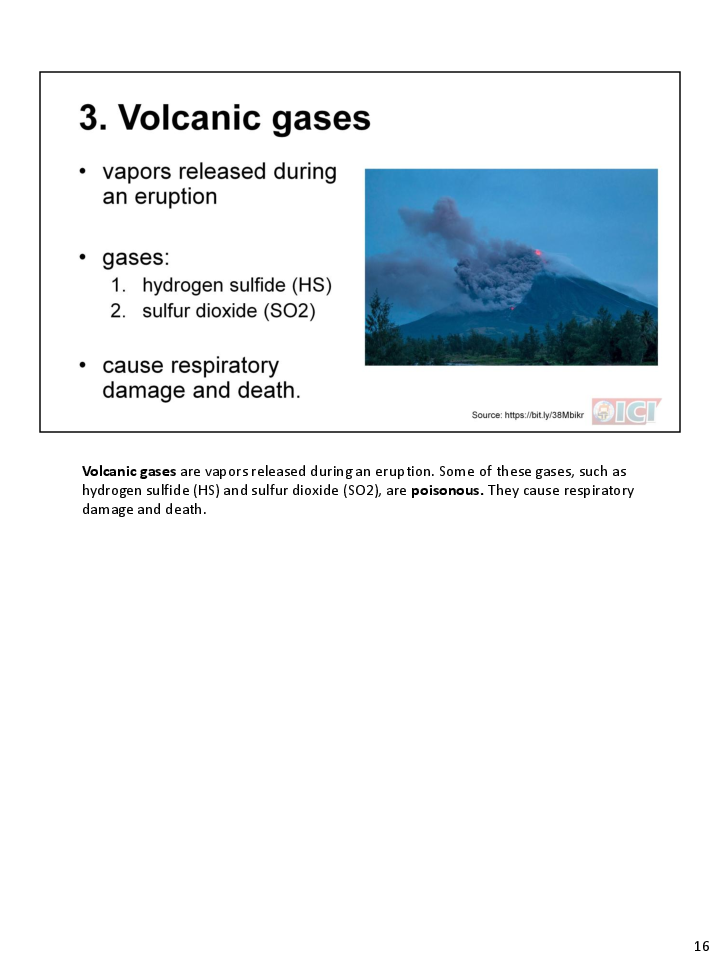 3. Volcanic gases
• vapors released during
an eruption
• gases:
1. hydrogen sulfide (HS)
2. sulfur dioxide (SO2)
• cause respiratory
damage and death.
Source: https://bit.ly/38Mbikr
ICI
Volcanic gases are vapors released during an eruption. Some of these gases, such as
hydrogen sulfide (HS) and sulfur dioxide (SO2), are poisonous. They cause respiratory
damage and death.
16